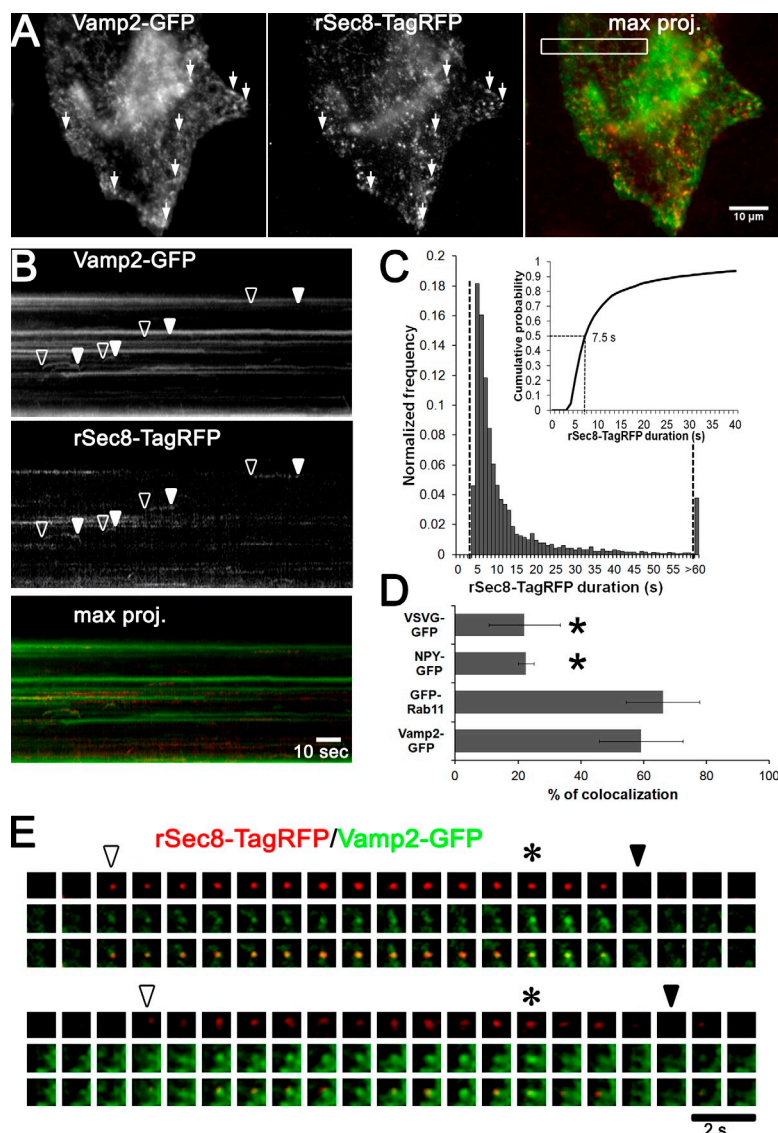 A
Vamp2-GFP
rSec8-TagRFP
max proj.
10 µm
B
Vamp2-GFP
rSec8-TagRFP
max proj.
10 sec
C
Normalized frequency
0.2
0.18
0.16
0.14
0.12
0.1
0.08
0.06
0.04
0.02
0
0 5 10 15 20 25 30 35 40 45 50 55 >60
rSec8-TagRFP duration (s)
Cumulative probability
1
0.9
0.8
0.7
0.6
0.5
0.4
0.3
0.2
0.1
0
7.5 s
0 5 10 15 20 25 30 35 40
rSec8-TagRFP duration (s)
D
VSVG-GFP
*
NPY-GFP
*
GFP-Rab11
Vamp2-GFP
0 20 40 60 80 100
% of colocalization
E
rSec8-TagRFP/Vamp2-GFP
*
*
2 s